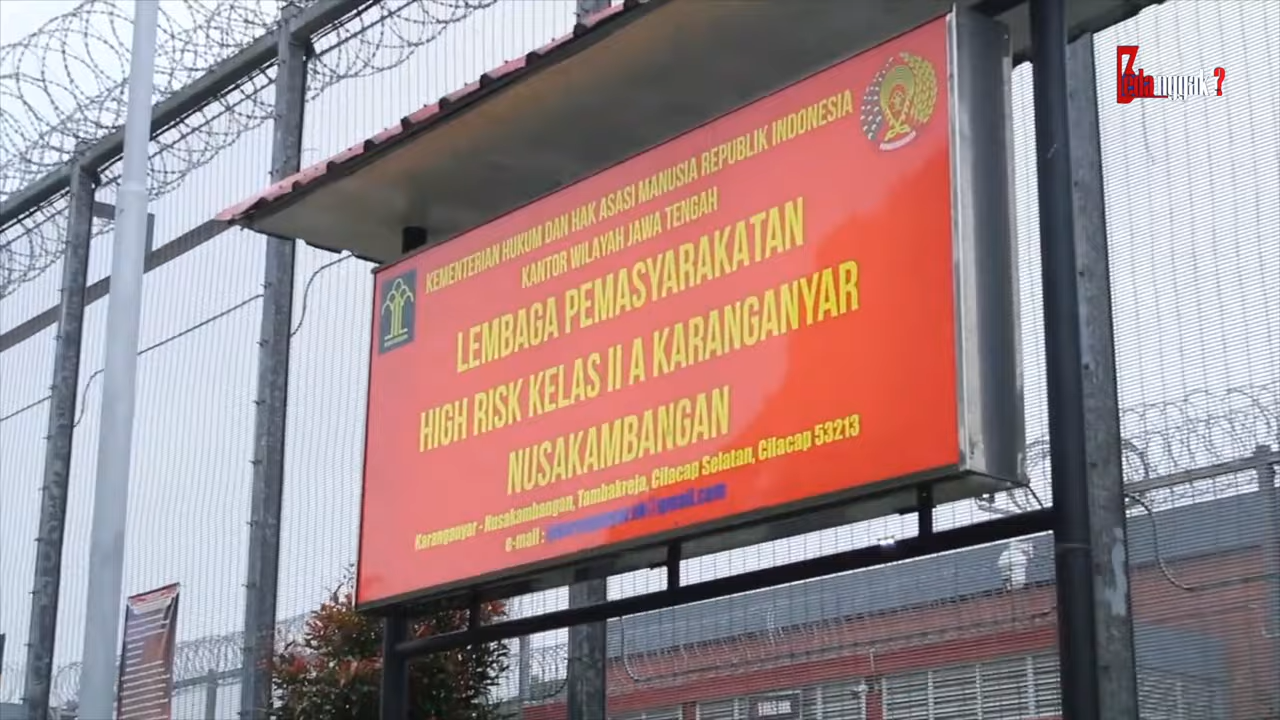 KEMENTERIAN HUKUM DAN HAK ASASI MANUSIA REPUBLIK INDONESIA
KANTOR WILAYAH JAWA TENGAH
LEMBAGA PEMASYARAKATAN
HIGH RISK KELAS II A KARANGANYAR
NUSAKAMBANGAN
Karanganyar - Nusakambangan, Tambakreja, Cilacap Selatan, Cilacap 53213
e-mail :